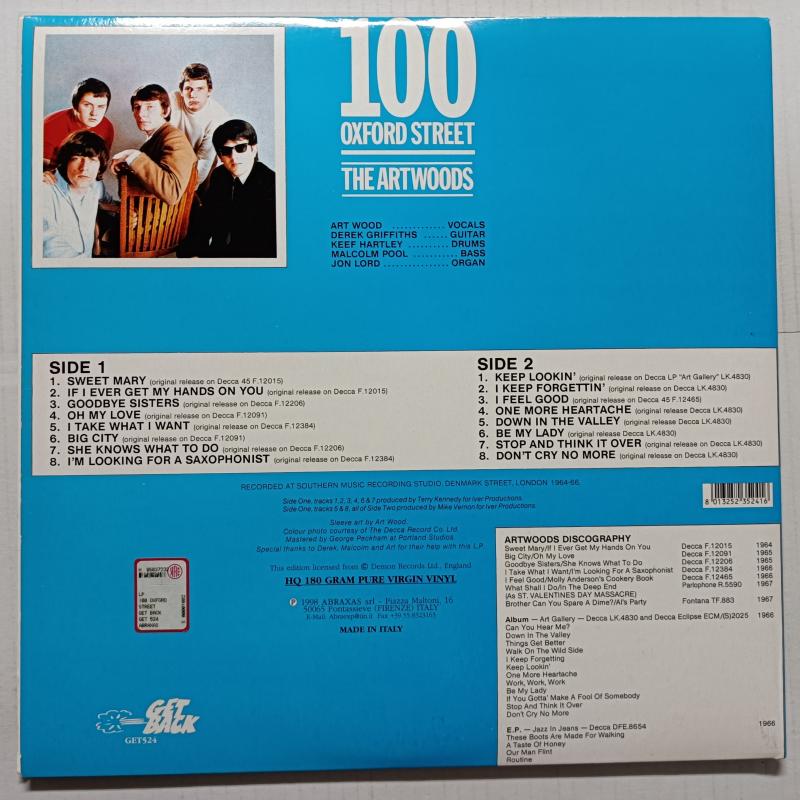 100
OXFORD STREET
THE ARTWOODS
ART WOOD ............. VOCALS
DEREK GRIFFITHS ...... GUITAR
KEEF HARTLEY .......... DRUMS
MALCOLM POOL ........... BASS
JON LORD ................ ORGAN
SIDE 1
1. SWEET MARY (original release on Decca 45 F.12015)
2. IF I EVER GET MY HANDS ON YOU (original release on Decca F.12015)
3. GOODBYE SISTERS (original release on Decca F.12206)
4. OH MY LOVE (original release on Decca F.12091)
5. I TAKE WHAT I WANT (original release on Decca F.12384)
6. BIG CITY (original release on Decca F.12091)
7. SHE KNOWS WHAT TO DO (original release on Decca F.12206)
8. I'M LOOKING FOR A SAXOPHONIST (original release on Decca F.12384)
SIDE 2
1. KEEP LOOKIN' (original release on Decca LP "Art Gallery" LK.4830)
2. I KEEP FORGETTIN' (original release on Decca LK.4830)
3. I FEEL GOOD (original release on Decca 45 F.12465)
4. ONE MORE HEARTACHE (original release on Decca LK.4830)
5. DOWN IN THE VALLEY (original release on Decca LK.4830)
6. BE MY LADY (original release on Decca LK.4830)
7. STOP AND THINK IT OVER (original release on Decca LK.4830)
8. DON'T CRY NO MORE (original release on Decca LK.4830)
RECORDED AT SOUTHERN MUSIC RECORDING STUDIO, DENMARK STREET, LONDON 1964-66.
Side One, tracks 1, 2, 3, 4, 6 & 7 produced by Terry Kennedy for Iver Productions.
Side One, tracks 5 & 8, all of Side Two produced by Mike Vernon for Iver Productions.
Sleeve art by Art Wood.
Colour photo courtesy of The Decca Record Co. Ltd.
Mastered by George Peckham at Portland Studios.
Special thanks to Derek, Malcolm and Art for their help with this LP.
This edition licensed from © Demon Records Ltd., England
HQ 180 GRAM PURE VIRGIN VINYL
℗ 1998 ABRAXAS srl - Piazza Maltoni, 16
50065 Pontassieve (FIRENZE) ITALY
E-Mail: Abraexp@tin.it Fax +39.55.8323163
MADE IN ITALY
8 013252 352416
LP
100 OXFORD
STREET
GET BACK
GET 524
ABRAXAS
GET BACK
GET524
ARTWOODS DISCOGRAPHY
Sweet Mary/If I Ever Get My Hands On You Decca F.12015 1964
Big City/Oh My Love Decca F.12091 1965
Goodbye Sisters/She Knows What To Do Decca F.12206 1965
I Take What I Want/I'm Looking For A Saxophonist Decca F.12384 1966
I Feel Good/Molly Anderson's Cookery Book Decca F.12465 1966
What Shall I Do/In The Deep End Parlophone R.5590 1967
(As ST. VALENTINES DAY MASSACRE)
Brother Can You Spare A Dime?/Al's Party Fontana TF.883 1967
Album — Art Gallery — Decca LK.4830 and Decca Eclipse ECM/(S)2025 1966
Can You Hear Me?
Down In The Valley
Things Get Better
Walk On The Wild Side
I Keep Forgetting
Keep Lookin'
One More Heartache
Work, Work, Work
Be My Lady
If You Gotta' Make A Fool Of Somebody
Stop And Think It Over
Don't Cry No More
E.P. — Jazz In Jeans — Decca DFE.8654 1966
These Boots Are Made For Walking
A Taste Of Honey
Our Man Flint
Routine